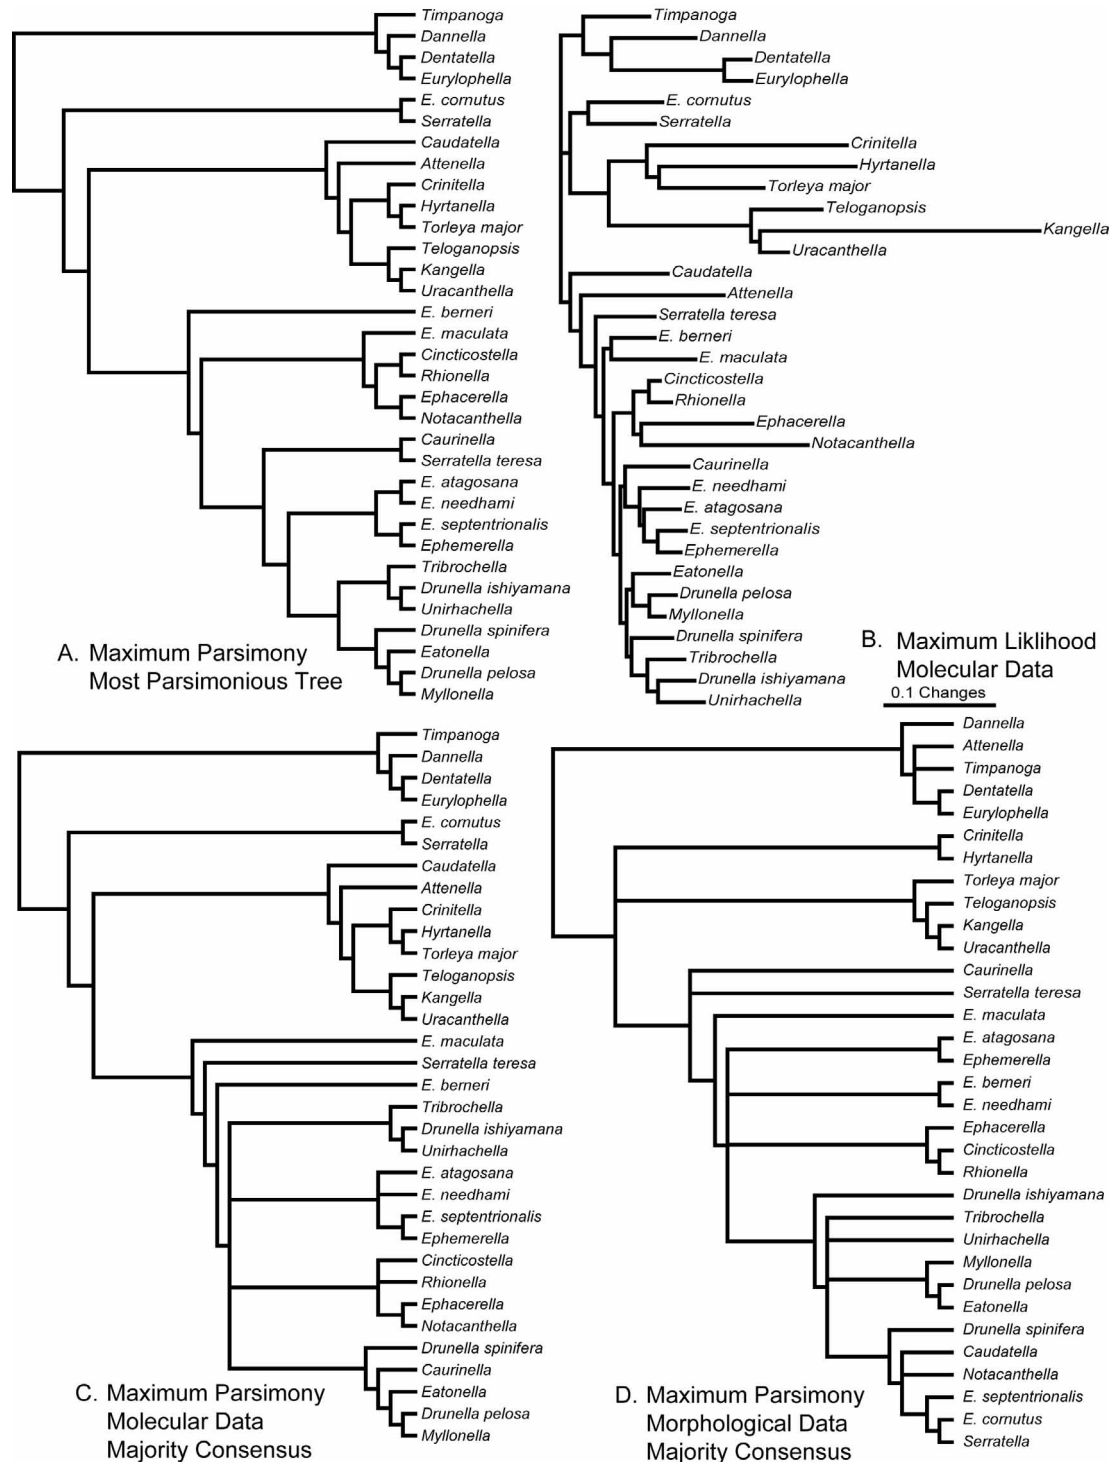 Timpanoga
Dannella
Dentatella
Eurylophella
E. cornutus
Serratella
Caudatella
Attenella
Crinitella
Hyrtanella
Torleya major
Teloganopsis
Kangella
Uracanthella
E. berneri
E. maculata
Cincticostella
Rhionella
Ephacerella
Notacanthella
Caurinella
Serratella teresa
E. atagosana
E. needhami
E. septentrionalis
Ephemerella
Tribrochella
Drunella ishiyamana
Unirhachella
Drunella spinifera
Eatonella
Drunella pelosa
Myllonella
A. Maximum Parsimony
Most Parsimonious Tree
Timpanoga
Dannella
Dentatella
Eurylophella
E. cornutus
Serratella
Crinitella
Hyrtanella
Torleya major
Teloganopsis
Kangella
Uracanthella
Caudatella
Attenella
Serratella teresa
E. berneri
E. maculata
Cincticostella
Rhionella
Ephacerella
Notacanthella
Caurinella
E. needhami
E. atagosana
E. septentrionalis
Ephemerella
Eatonella
Drunella pelosa
Myllonella
Drunella spinifera
Tribrochella
Drunella ishiyamana
Unirhachella
B. Maximum Liklihood
Molecular Data
0.1 Changes
Timpanoga
Dannella
Dentatella
Eurylophella
E. cornutus
Serratella
Caudatella
Attenella
Crinitella
Hyrtanella
Torleya major
Teloganopsis
Kangella
Uracanthella
E. maculata
Serratella teresa
E. berneri
Tribrochella
Drunella ishiyamana
Unirhachella
E. atagosana
E. needhami
E. septentrionalis
Ephemerella
Cincticostella
Rhionella
Ephacerella
Notacanthella
Drunella spinifera
Caurinella
Eatonella
Drunella pelosa
Myllonella
C. Maximum Parsimony
Molecular Data
Majority Consensus
Dannella
Attenella
Timpanoga
Dentatella
Eurylophella
Crinitella
Hyrtanella
Torleya major
Teloganopsis
Kangella
Uracanthella
Caurinella
Serratella teresa
E. maculata
E. atagosana
Ephemerella
E. berneri
E. needhami
Ephacerella
Cincticostella
Rhionella
Drunella ishiyamana
Tribrochella
Unirhachella
Myllonella
Drunella pelosa
Eatonella
Drunella spinifera
Caudatella
Notacanthella
E. septentrionalis
E. cornutus
Serratella
D. Maximum Parsimony
Morphological Data
Majority Consensus